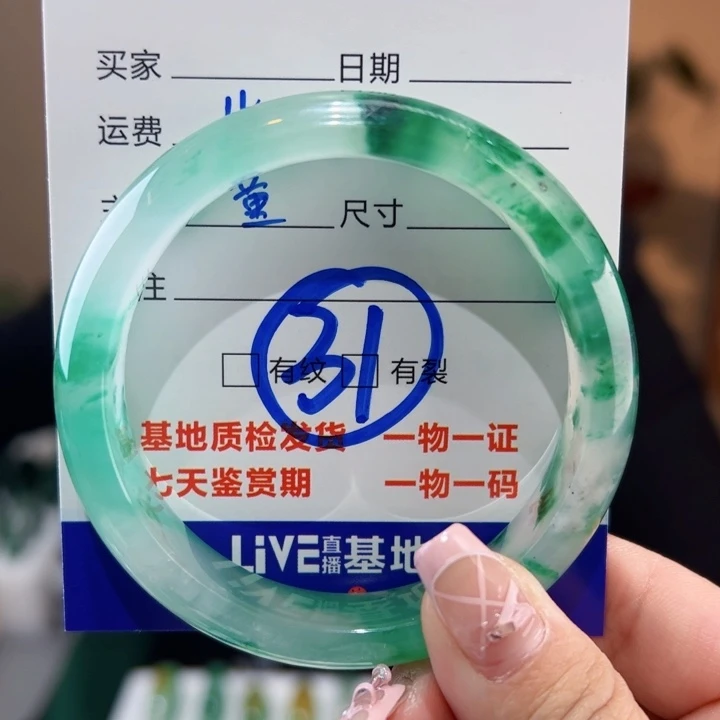 买家 日期
运费
薰 尺寸
注
31
有纹 有裂
基地质检发货 一物一证
七天鉴赏期 一物一码
LiVE直播基地